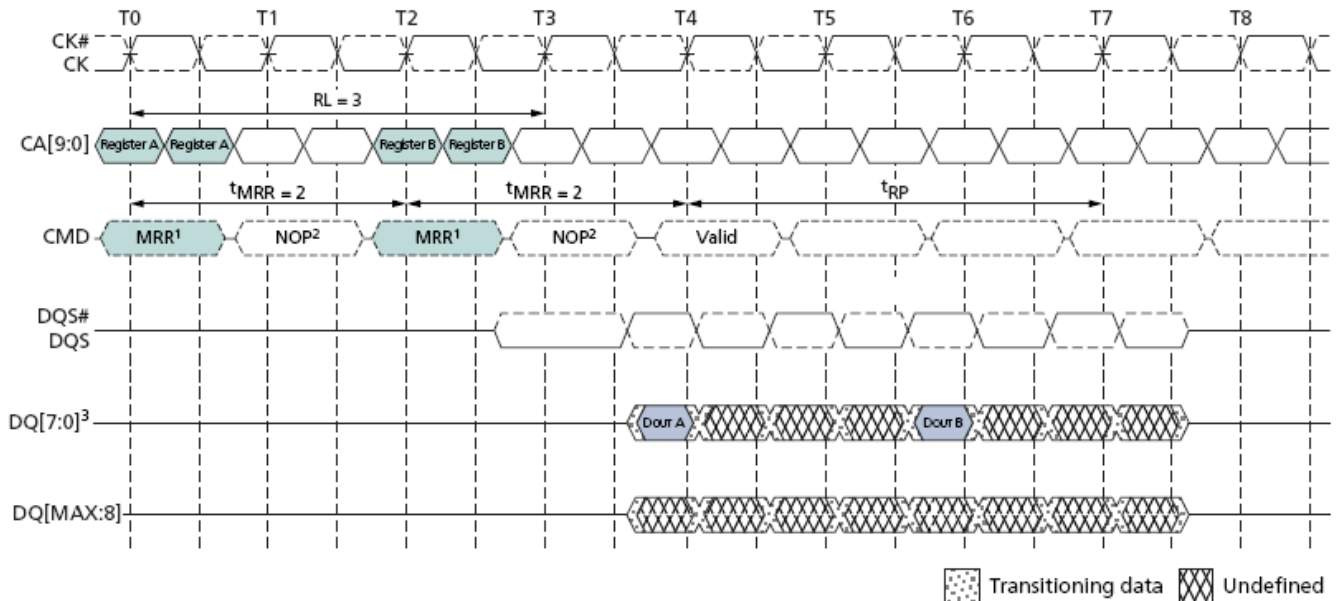 T0 T1 T2 T3 T4 T5 T6 T7 T8
CK#
CK
RL = 3
CA[9:0] Register A Register A Register B Register B
tMRR = 2 tMRR = 2 tRP
CMD MRR1 NOP2 MRR1 NOP2 Valid
DQS#
DQS
DQ[7:0]3 DOUT A DOUT B
DQ[MAX:8]
Transitioning data Undefined